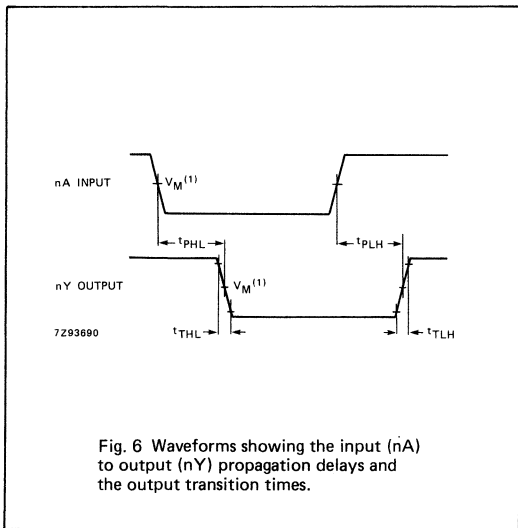 nA INPUT
V_M(1)
t_PHL
t_PLH
nY OUTPUT
V_M(1)
7Z93690
t_THL
t_TLH
Fig. 6 Waveforms showing the input (nA)
to output (nY) propagation delays and
the output transition times.